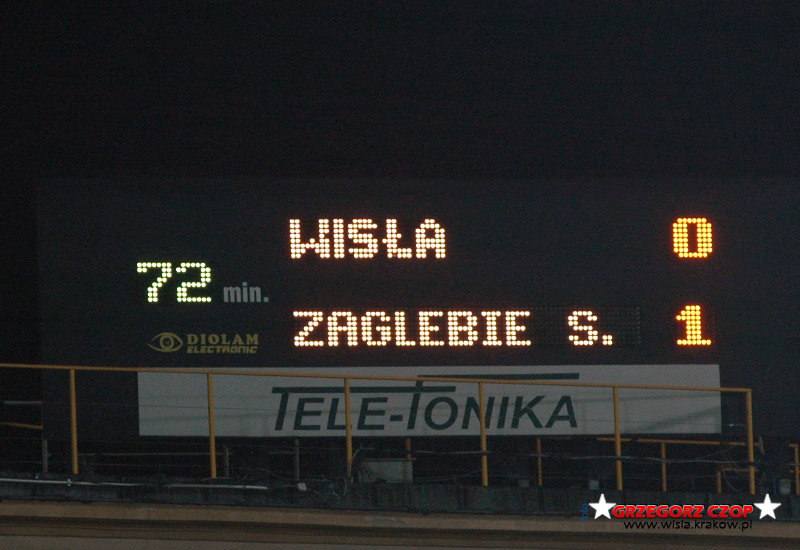 WISŁA 0
72 min.
ZAGLEBIE S. 1
DIOLAM
ELECTRONIC
TELE-FONIKA
GRZEGORZ CZOP
www.wisla.krakow.pl